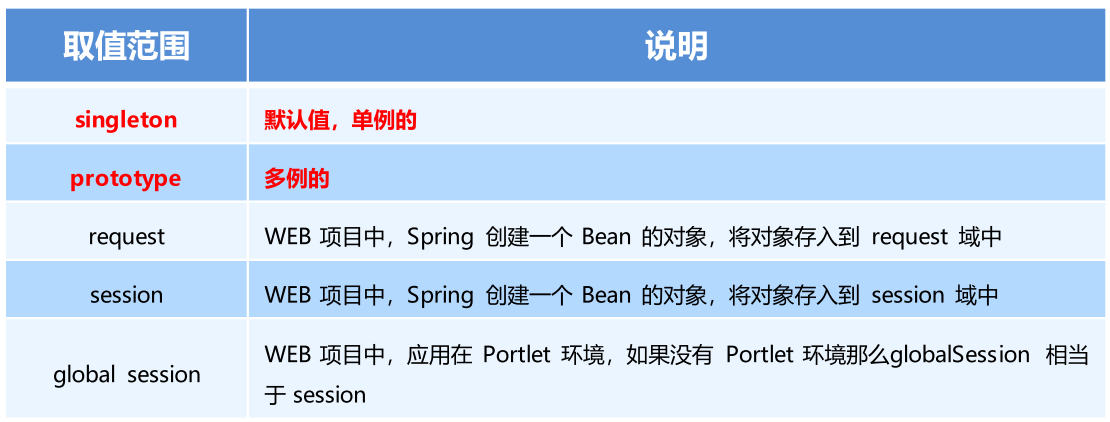 取值范围 说明
singleton 默认值，单例的
prototype 多例的
request WEB 项目中，Spring 创建一个 Bean 的对象，将对象存入到 request 域中
session WEB 项目中，Spring 创建一个 Bean 的对象，将对象存入到 session 域中
global session WEB 项目中，应用在 Portlet 环境，如果没有 Portlet 环境那么globalSession 相当
于 session